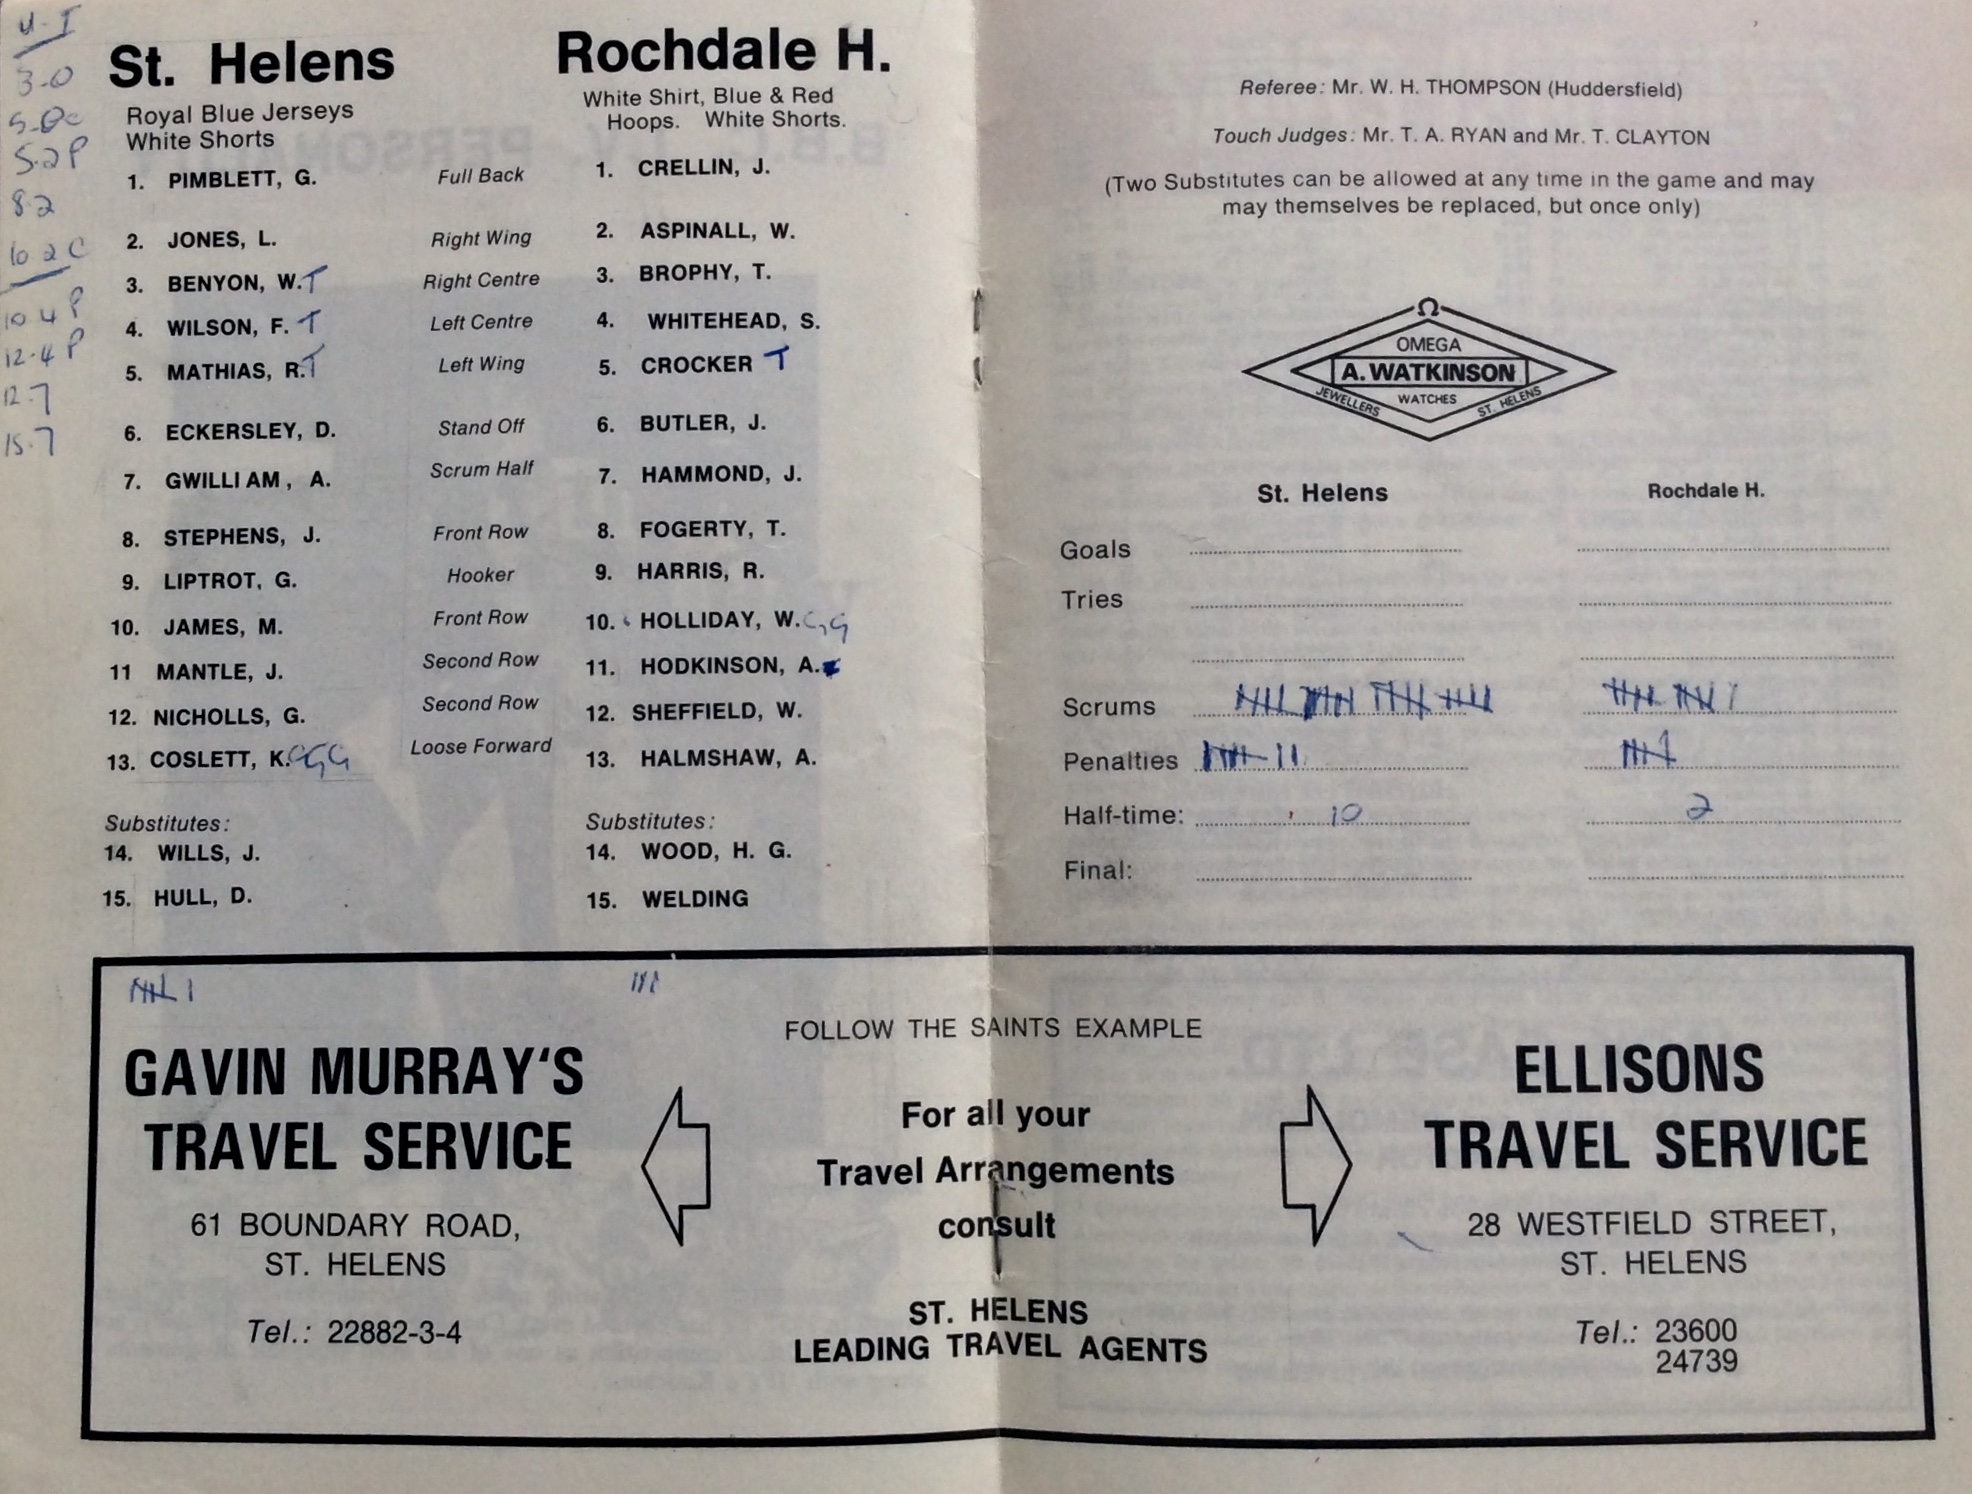 St. Helens
Royal Blue Jerseys
White Shorts
Rochdale H.
White Shirt, Blue & Red
Hoops. White Shorts.
3-0
5-0c
5-2P
8-2
10 2 C
10 4 P
12-4 P
12-7
15-7
1. PIMBLETT, G. Full Back 1. CRELLIN, J.
2. JONES, L. Right Wing 2. ASPINALL, W.
3. BENYON, W. T Right Centre 3. BROPHY, T.
4. WILSON, F. T Left Centre 4. WHITEHEAD, S.
5. MATHIAS, R. T Left Wing 5. CROCKER T
6. ECKERSLEY, D. Stand Off 6. BUTLER, J.
7. GWILLIAM, A. Scrum Half 7. HAMMOND, J.
8. STEPHENS, J. Front Row 8. FOGERTY, T.
9. LIPTROT, G. Hooker 9. HARRIS, R.
10. JAMES, M. Front Row 10. HOLLIDAY, W. GG
11 MANTLE, J. Second Row 11. HODKINSON, A.
12. NICHOLLS, G. Second Row 12. SHEFFIELD, W.
13. COSLETT, K. GGG Loose Forward 13. HALMSHAW, A.
Substitutes: Substitutes:
14. WILLS, J. 14. WOOD, H. G.
15. HULL, D. 15. WELDING
Referee: Mr. W. H. THOMPSON (Huddersfield)
Touch Judges: Mr. T. A. RYAN and Mr. T. CLAYTON
(Two Substitutes can be allowed at any time in the game and may
may themselves be replaced, but once only)
Ω
OMEGA
A. WATKINSON
JEWELLERS WATCHES ST. HELENS
St. Helens Rochdale H.
Goals
Tries
Scrums
Penalties
Half-time: 10 2
Final:
FOLLOW THE SAINTS EXAMPLE
GAVIN MURRAY'S
TRAVEL SERVICE
61 BOUNDARY ROAD,
ST. HELENS
Tel.: 22882-3-4
For all your
Travel Arrangements
consult
ST. HELENS
LEADING TRAVEL AGENTS
ELLISONS
TRAVEL SERVICE
28 WESTFIELD STREET,
ST. HELENS
Tel.: 23600
24739